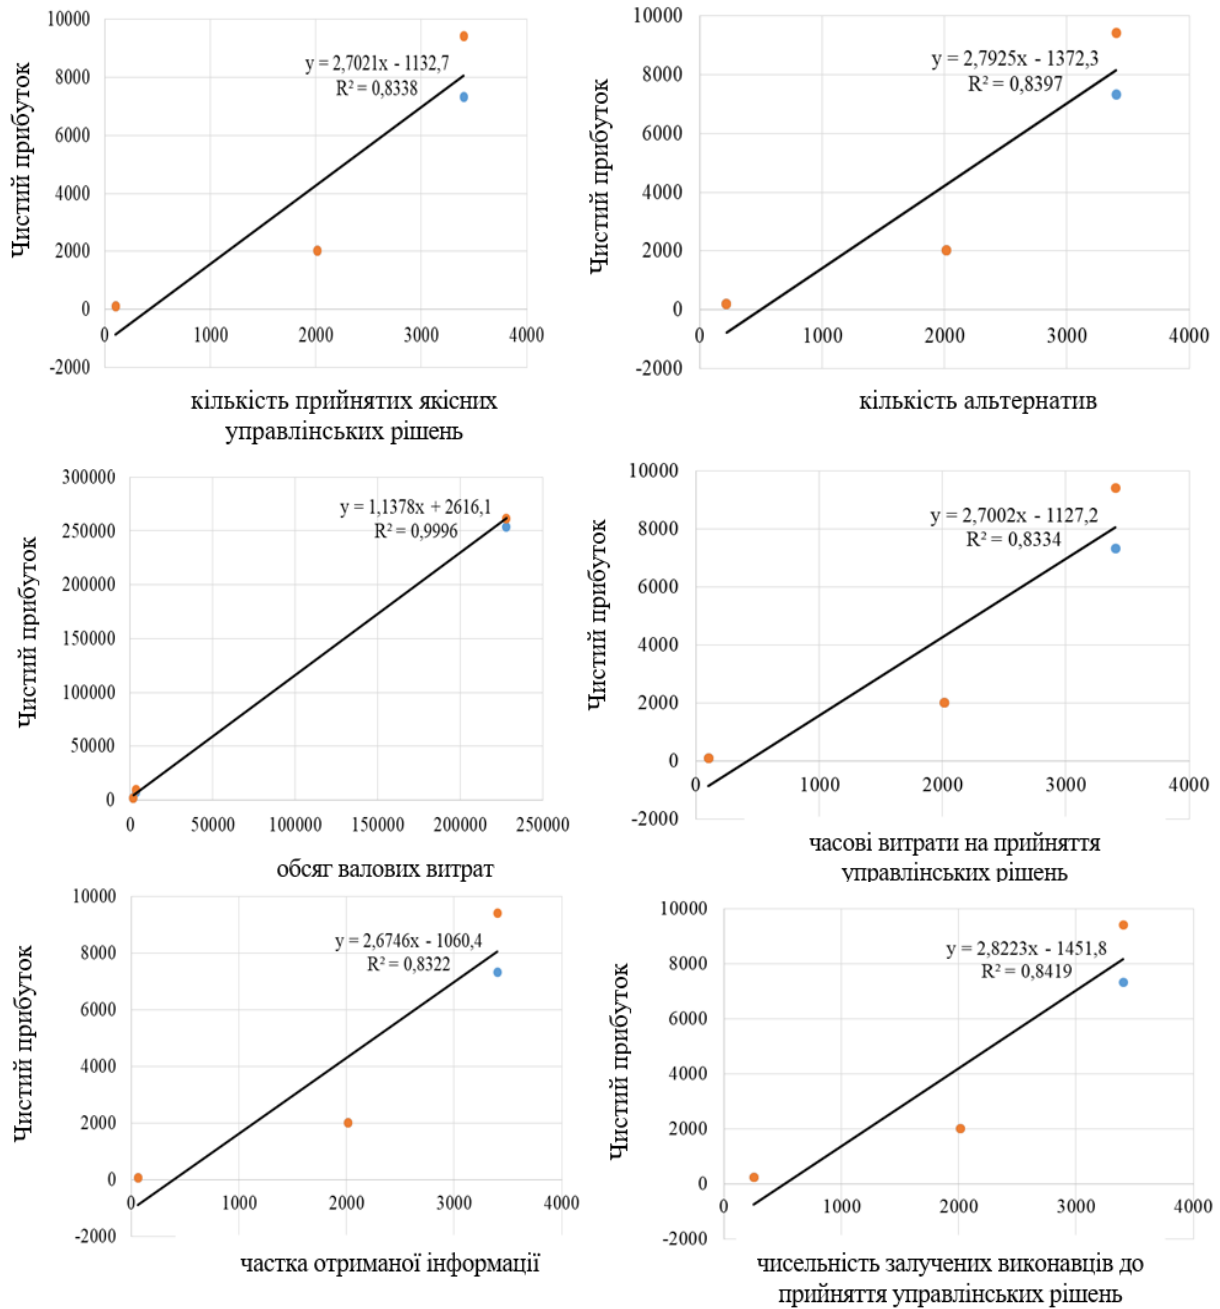 10000
8000
6000
4000
2000
0
-2000
0
1000
2000
3000
4000
Чистий прибуток
y = 2,7021x - 1132,7
R² = 0,8338
кількість прийнятих якісних
управлінських рішень
10000
8000
6000
4000
2000
0
-2000
0
1000
2000
3000
4000
Чистий прибуток
y = 2,7925x - 1372,3
R² = 0,8397
кількість альтернатив
300000
250000
200000
150000
100000
50000
0
0
50000
100000
150000
200000
250000
Чистий прибуток
y = 1,1378x + 2616,1
R² = 0,9996
обсяг валових витрат
10000
8000
6000
4000
2000
0
-2000
0
1000
2000
3000
4000
Чистий прибуток
y = 2,7002x - 1127,2
R² = 0,8334
часові витрати на прийняття
управлінських рішень
10000
8000
6000
4000
2000
0
-2000
0
1000
2000
3000
4000
Чистий прибуток
y = 2,6746x - 1060,4
R² = 0,8322
частка отриманої інформації
10000
8000
6000
4000
2000
0
-2000
0
1000
2000
3000
4000
Чистий прибуток
y = 2,8223x - 1451,8
R² = 0,8419
чисельність залучених виконавців до
прийняття управлінських рішень